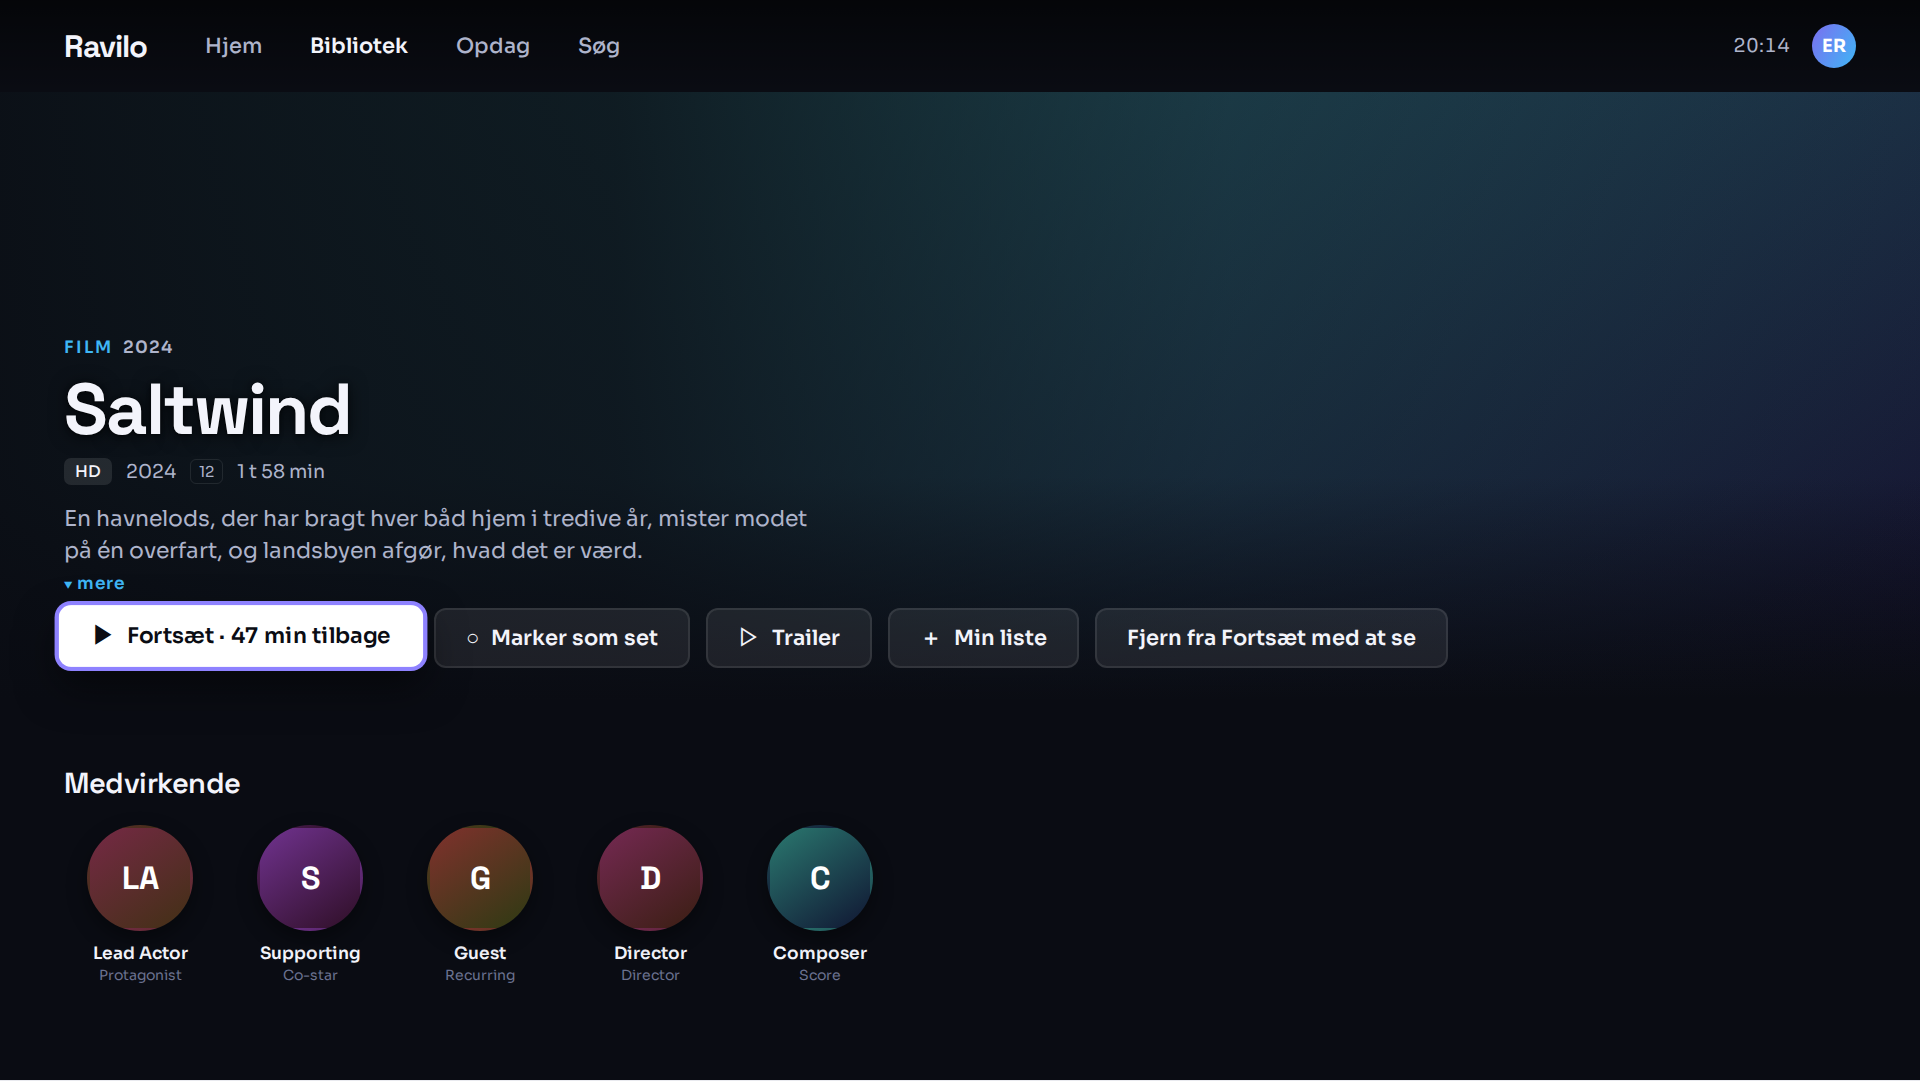 Ravilo
Hjem
Bibliotek
Opdag
Søg
20:14
ER
FILM 2024
Saltwind
HD 2024 12 1 t 58 min
En havnelods, der har bragt hver båd hjem i tredive år, mister modet
på én overfart, og landsbyen afgør, hvad det er værd.
▾ mere
▶ Fortsæt · 47 min tilbage
○ Marker som set
▷ Trailer
+ Min liste
Fjern fra Fortsæt med at se
Medvirkende
LA
S
G
D
C
Lead Actor
Protagonist
Supporting
Co-star
Guest
Recurring
Director
Director
Composer
Score